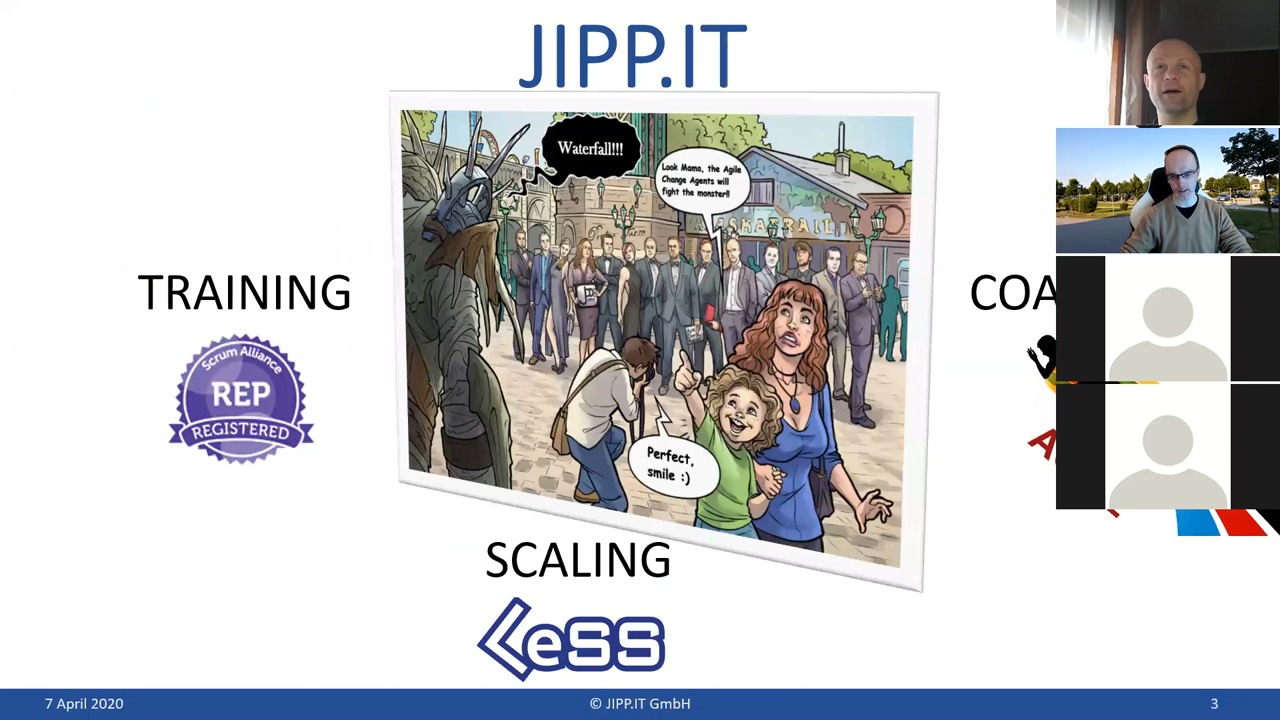 JIPP.IT
Waterfall!!!
Look Mama, the Agile
Change Agents will
fight the monster!!
TRAINING
COA
Scrum Alliance
REP
REGISTERED
A
Perfect,
smile :)
SCALING
LeSS
7 April 2020
© JIPP.IT GmbH
3